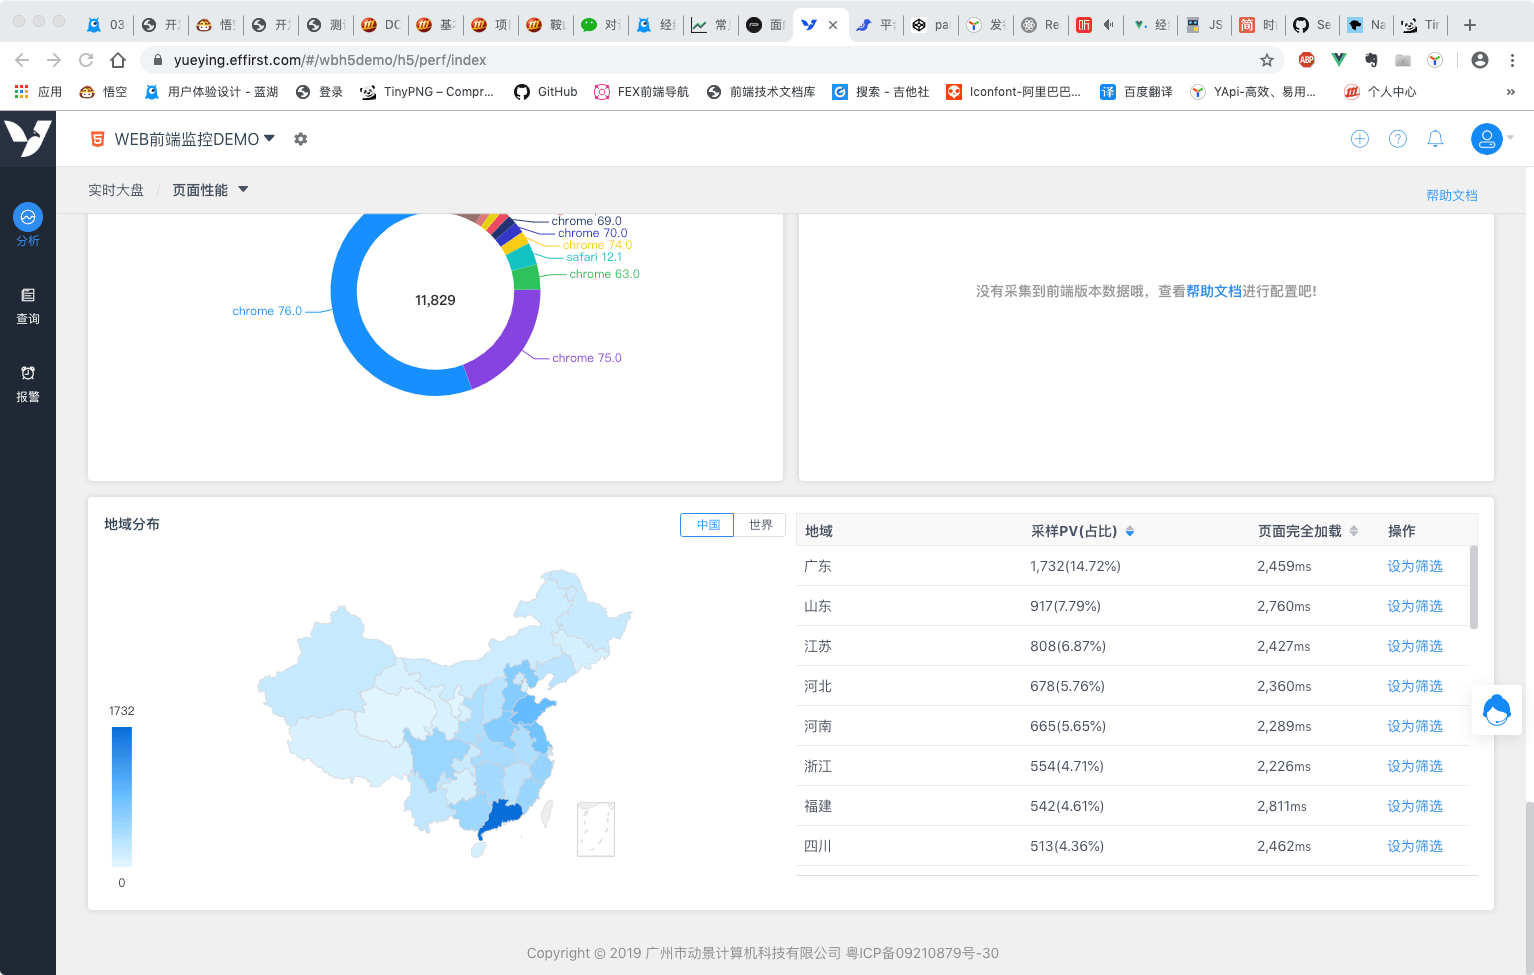 03
开
悟
开
测
DC
基
项
鞍
对
经
常
面
平
pa
发
Re
听
经
JS
简 时
Se
Na
Tir
yueying.effirst.com/#/wbh5demo/h5/perf/index
ABP
应用 悟空 用户体验设计 - 蓝湖 登录 TinyPNG – Compr... GitHub FEX前端导航 前端技术文档库 搜索 - 吉他社 Iconfont-阿里巴巴... 译 百度翻译 YApi-高效、易用... 个人中心 »
WEB前端监控DEMO
实时大盘 / 页面性能
帮助文档
分析
查询
报警
chrome 69.0
chrome 70.0
chrome 74.0
safari 12.1
chrome 63.0
11,829
chrome 76.0
chrome 75.0
没有采集到前端版本数据哦，查看帮助文档进行配置吧!
地域分布
中国 世界
1732
0
地域 采样PV(占比) 页面完全加载 操作
广东 1,732(14.72%) 2,459ms 设为筛选
山东 917(7.79%) 2,760ms 设为筛选
江苏 808(6.87%) 2,427ms 设为筛选
河北 678(5.76%) 2,360ms 设为筛选
河南 665(5.65%) 2,289ms 设为筛选
浙江 554(4.71%) 2,226ms 设为筛选
福建 542(4.61%) 2,811ms 设为筛选
四川 513(4.36%) 2,462ms 设为筛选
Copyright © 2019 广州市动景计算机科技有限公司 粤ICP备09210879号-30